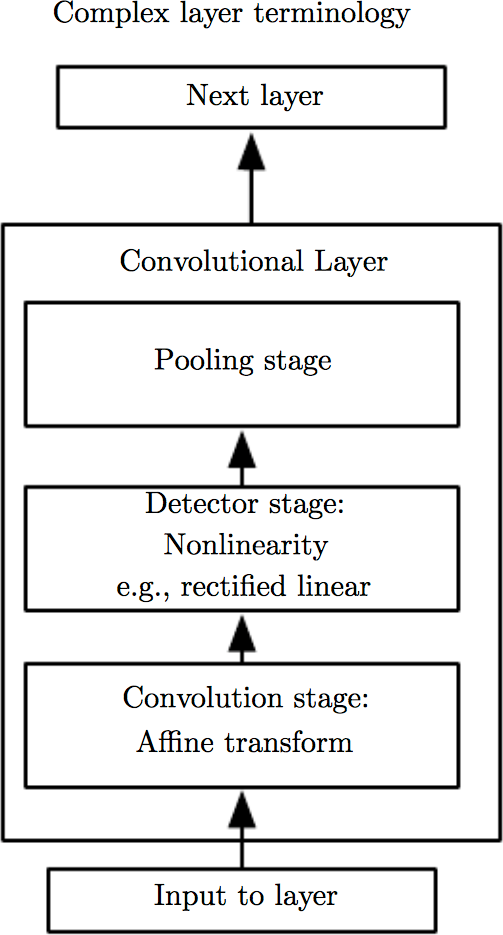 Complex layer terminology
Next layer
Convolutional Layer
Pooling stage
Detector stage:
Nonlinearity
e.g., rectified linear
Convolution stage:
Affine transform
Input to layer